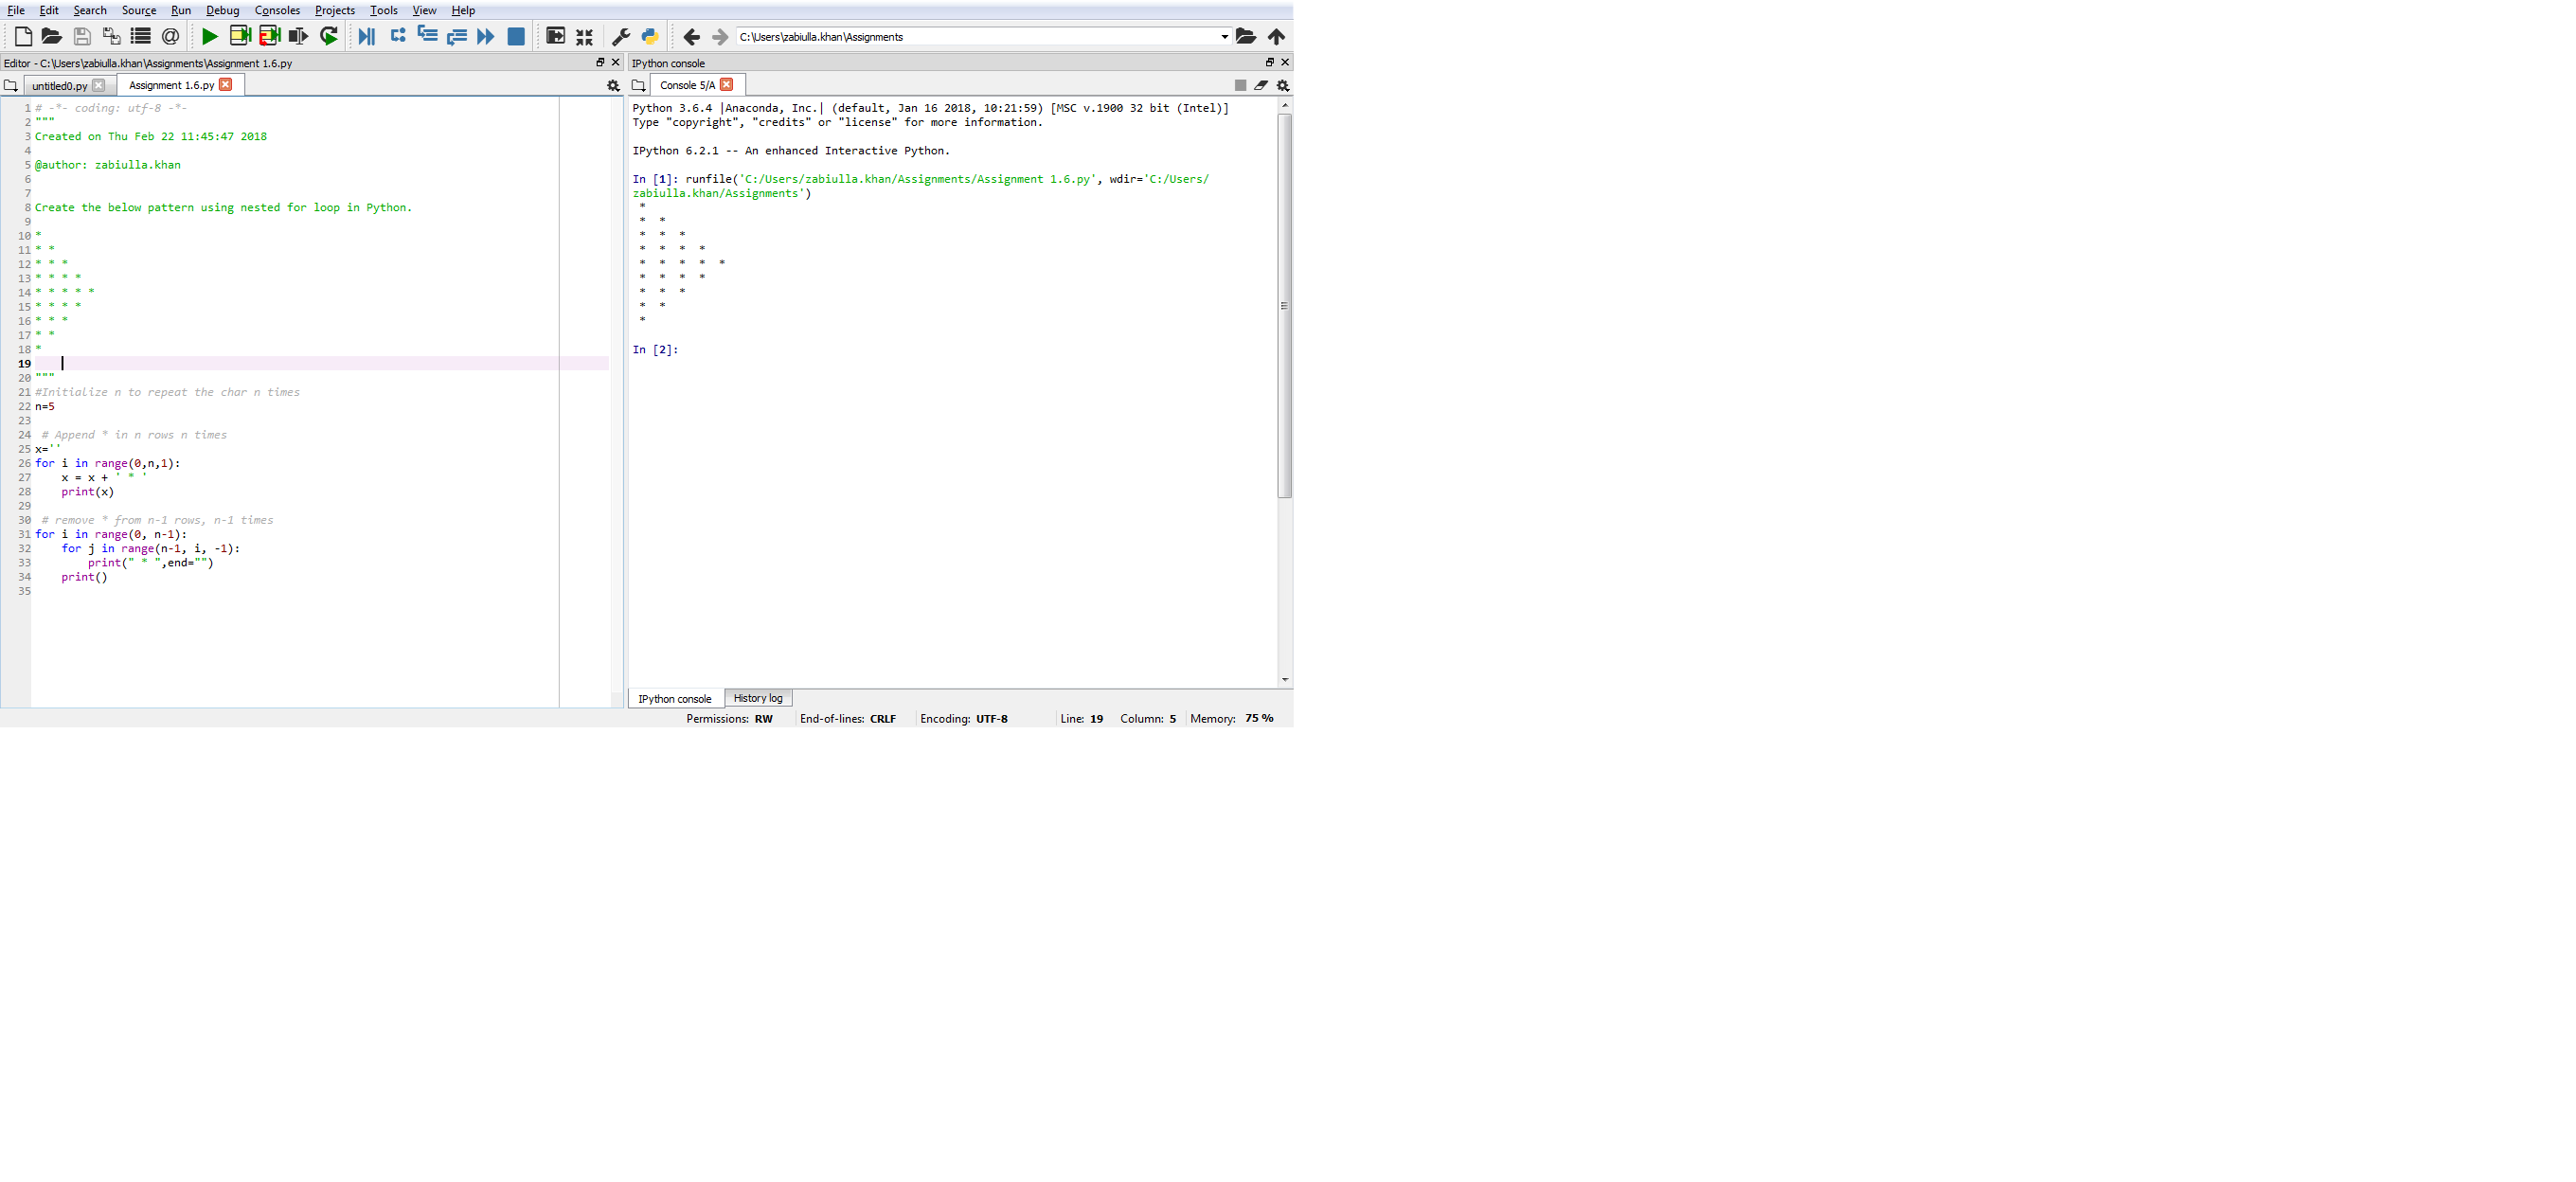 File Edit Search Source Run Debug Consoles Projects Tools View Help
C:\Users\zabiulla.khan\Assignments
Editor - C:\Users\zabiulla.khan\Assignments\Assignment 1.6.py
untitled0.py Assignment 1.6.py
1 # -*- coding: utf-8 -*-
2 """
3 Created on Thu Feb 22 11:45:47 2018
4
5 @author: zabiulla.khan
6
7
8 Create the below pattern using nested for loop in Python.
9
10 *
11 * *
12 * * *
13 * * * *
14 * * * * *
15 * * * *
16 * * *
17 * *
18 *
19
20 """
21 #Initialize n to repeat the char n times
22 n=5
23
24  # Append * in n rows n times
25 x=''
26 for i in range(0,n,1):
27     x = x + ' * '
28     print(x)
29
30  # remove * from n-1 rows, n-1 times
31 for i in range(0, n-1):
32     for j in range(n-1, i, -1):
33         print(" * ",end="")
34     print()
35
IPython console
Console 5/A
Python 3.6.4 |Anaconda, Inc.| (default, Jan 16 2018, 10:21:59) [MSC v.1900 32 bit (Intel)]
Type "copyright", "credits" or "license" for more information.
IPython 6.2.1 -- An enhanced Interactive Python.
In [1]: runfile('C:/Users/zabiulla.khan/Assignments/Assignment 1.6.py', wdir='C:/Users/
zabiulla.khan/Assignments')
 *
 *  *
 *  *  *
 *  *  *  *
 *  *  *  *  *
 *  *  *  *
 *  *  *
 *  *
 *
In [2]:
IPython console History log
Permissions: RW End-of-lines: CRLF Encoding: UTF-8 Line: 19 Column: 5 Memory: 75 %